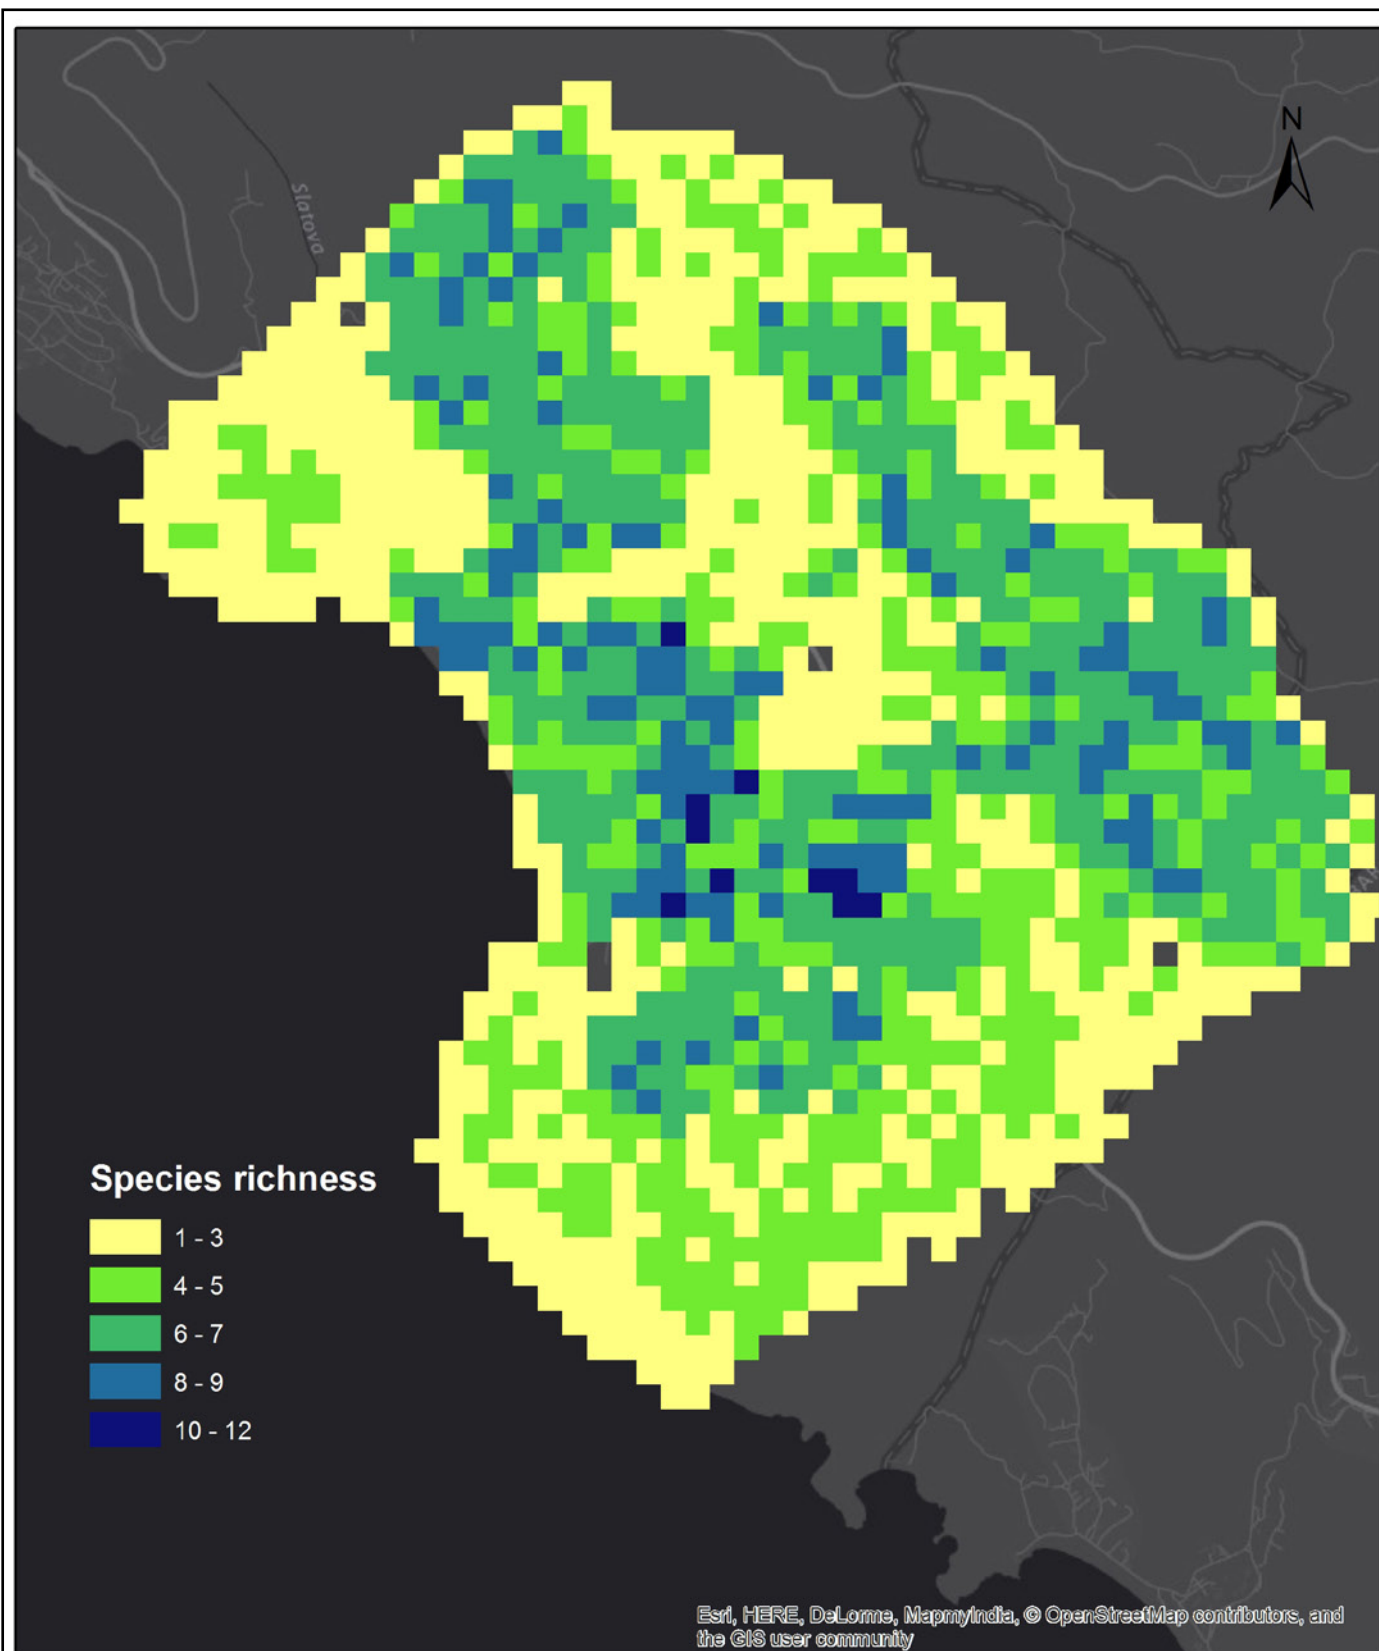 N
Slatova
Species richness
1 - 3
4 - 5
6 - 7
8 - 9
10 - 12
Esri, HERE, DeLorme, MapmyIndia, © OpenStreetMap contributors, and
the GIS user community